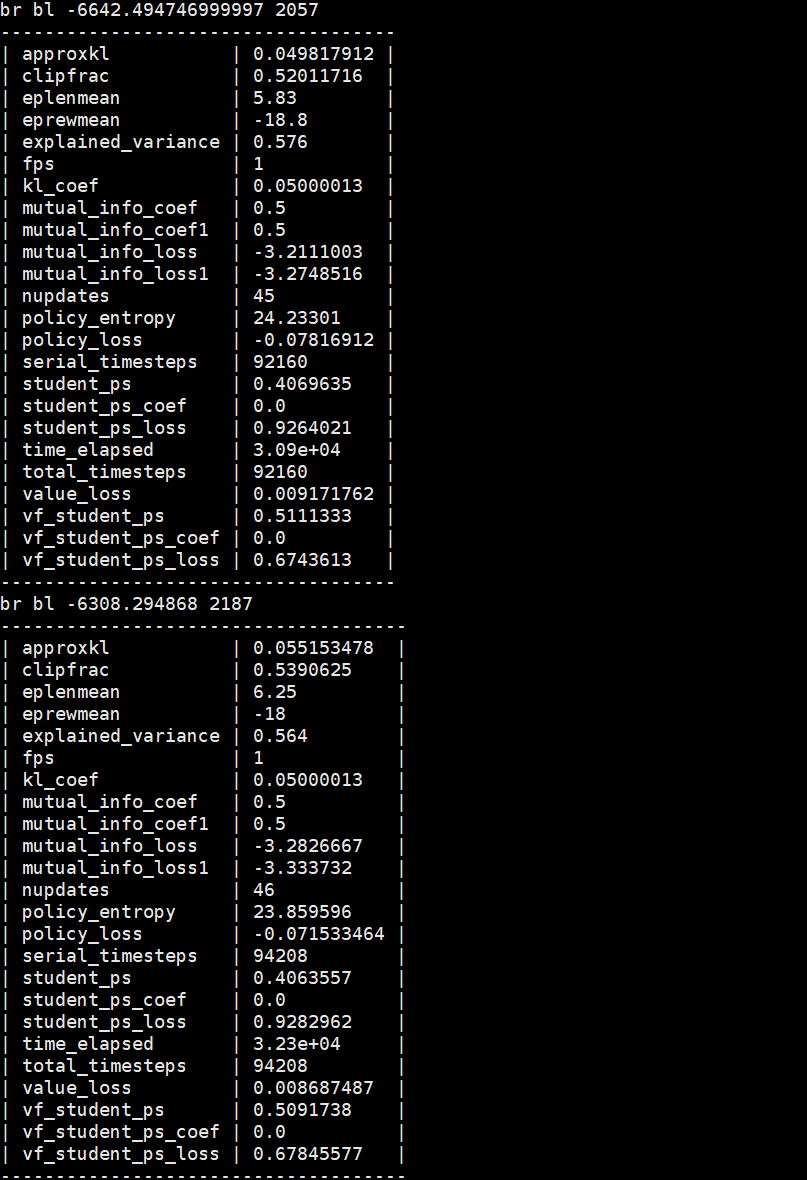 br bl -6642.494746999997 2057
-------------------------------------
| approxkl           | 0.049817912 |
| clipfrac           | 0.52011716  |
| eplenmean          | 5.83        |
| eprewmean          | -18.8       |
| explained_variance | 0.576       |
| fps                | 1           |
| kl_coef            | 0.05000013  |
| mutual_info_coef   | 0.5         |
| mutual_info_coef1  | 0.5         |
| mutual_info_loss   | -3.2111003  |
| mutual_info_loss1  | -3.2748516  |
| nupdates           | 45          |
| policy_entropy     | 24.23301    |
| policy_loss        | -0.07816912 |
| serial_timesteps   | 92160       |
| student_ps         | 0.4069635   |
| student_ps_coef    | 0.0         |
| student_ps_loss    | 0.9264021   |
| time_elapsed       | 3.09e+04    |
| total_timesteps    | 92160       |
| value_loss         | 0.009171762 |
| vf_student_ps      | 0.5111333   |
| vf_student_ps_coef | 0.0         |
| vf_student_ps_loss | 0.6743613   |
-------------------------------------
br bl -6308.294868 2187
--------------------------------------
| approxkl           | 0.055153478  |
| clipfrac           | 0.5390625    |
| eplenmean          | 6.25         |
| eprewmean          | -18          |
| explained_variance | 0.564        |
| fps                | 1            |
| kl_coef            | 0.05000013   |
| mutual_info_coef   | 0.5          |
| mutual_info_coef1  | 0.5          |
| mutual_info_loss   | -3.2826667   |
| mutual_info_loss1  | -3.333732    |
| nupdates           | 46           |
| policy_entropy     | 23.859596    |
| policy_loss        | -0.071533464 |
| serial_timesteps   | 94208        |
| student_ps         | 0.4063557    |
| student_ps_coef    | 0.0          |
| student_ps_loss    | 0.9282962    |
| time_elapsed       | 3.23e+04     |
| total_timesteps    | 94208        |
| value_loss         | 0.008687487  |
| vf_student_ps      | 0.5091738    |
| vf_student_ps_coef | 0.0          |
| vf_student_ps_loss | 0.67845577   |
--------------------------------------